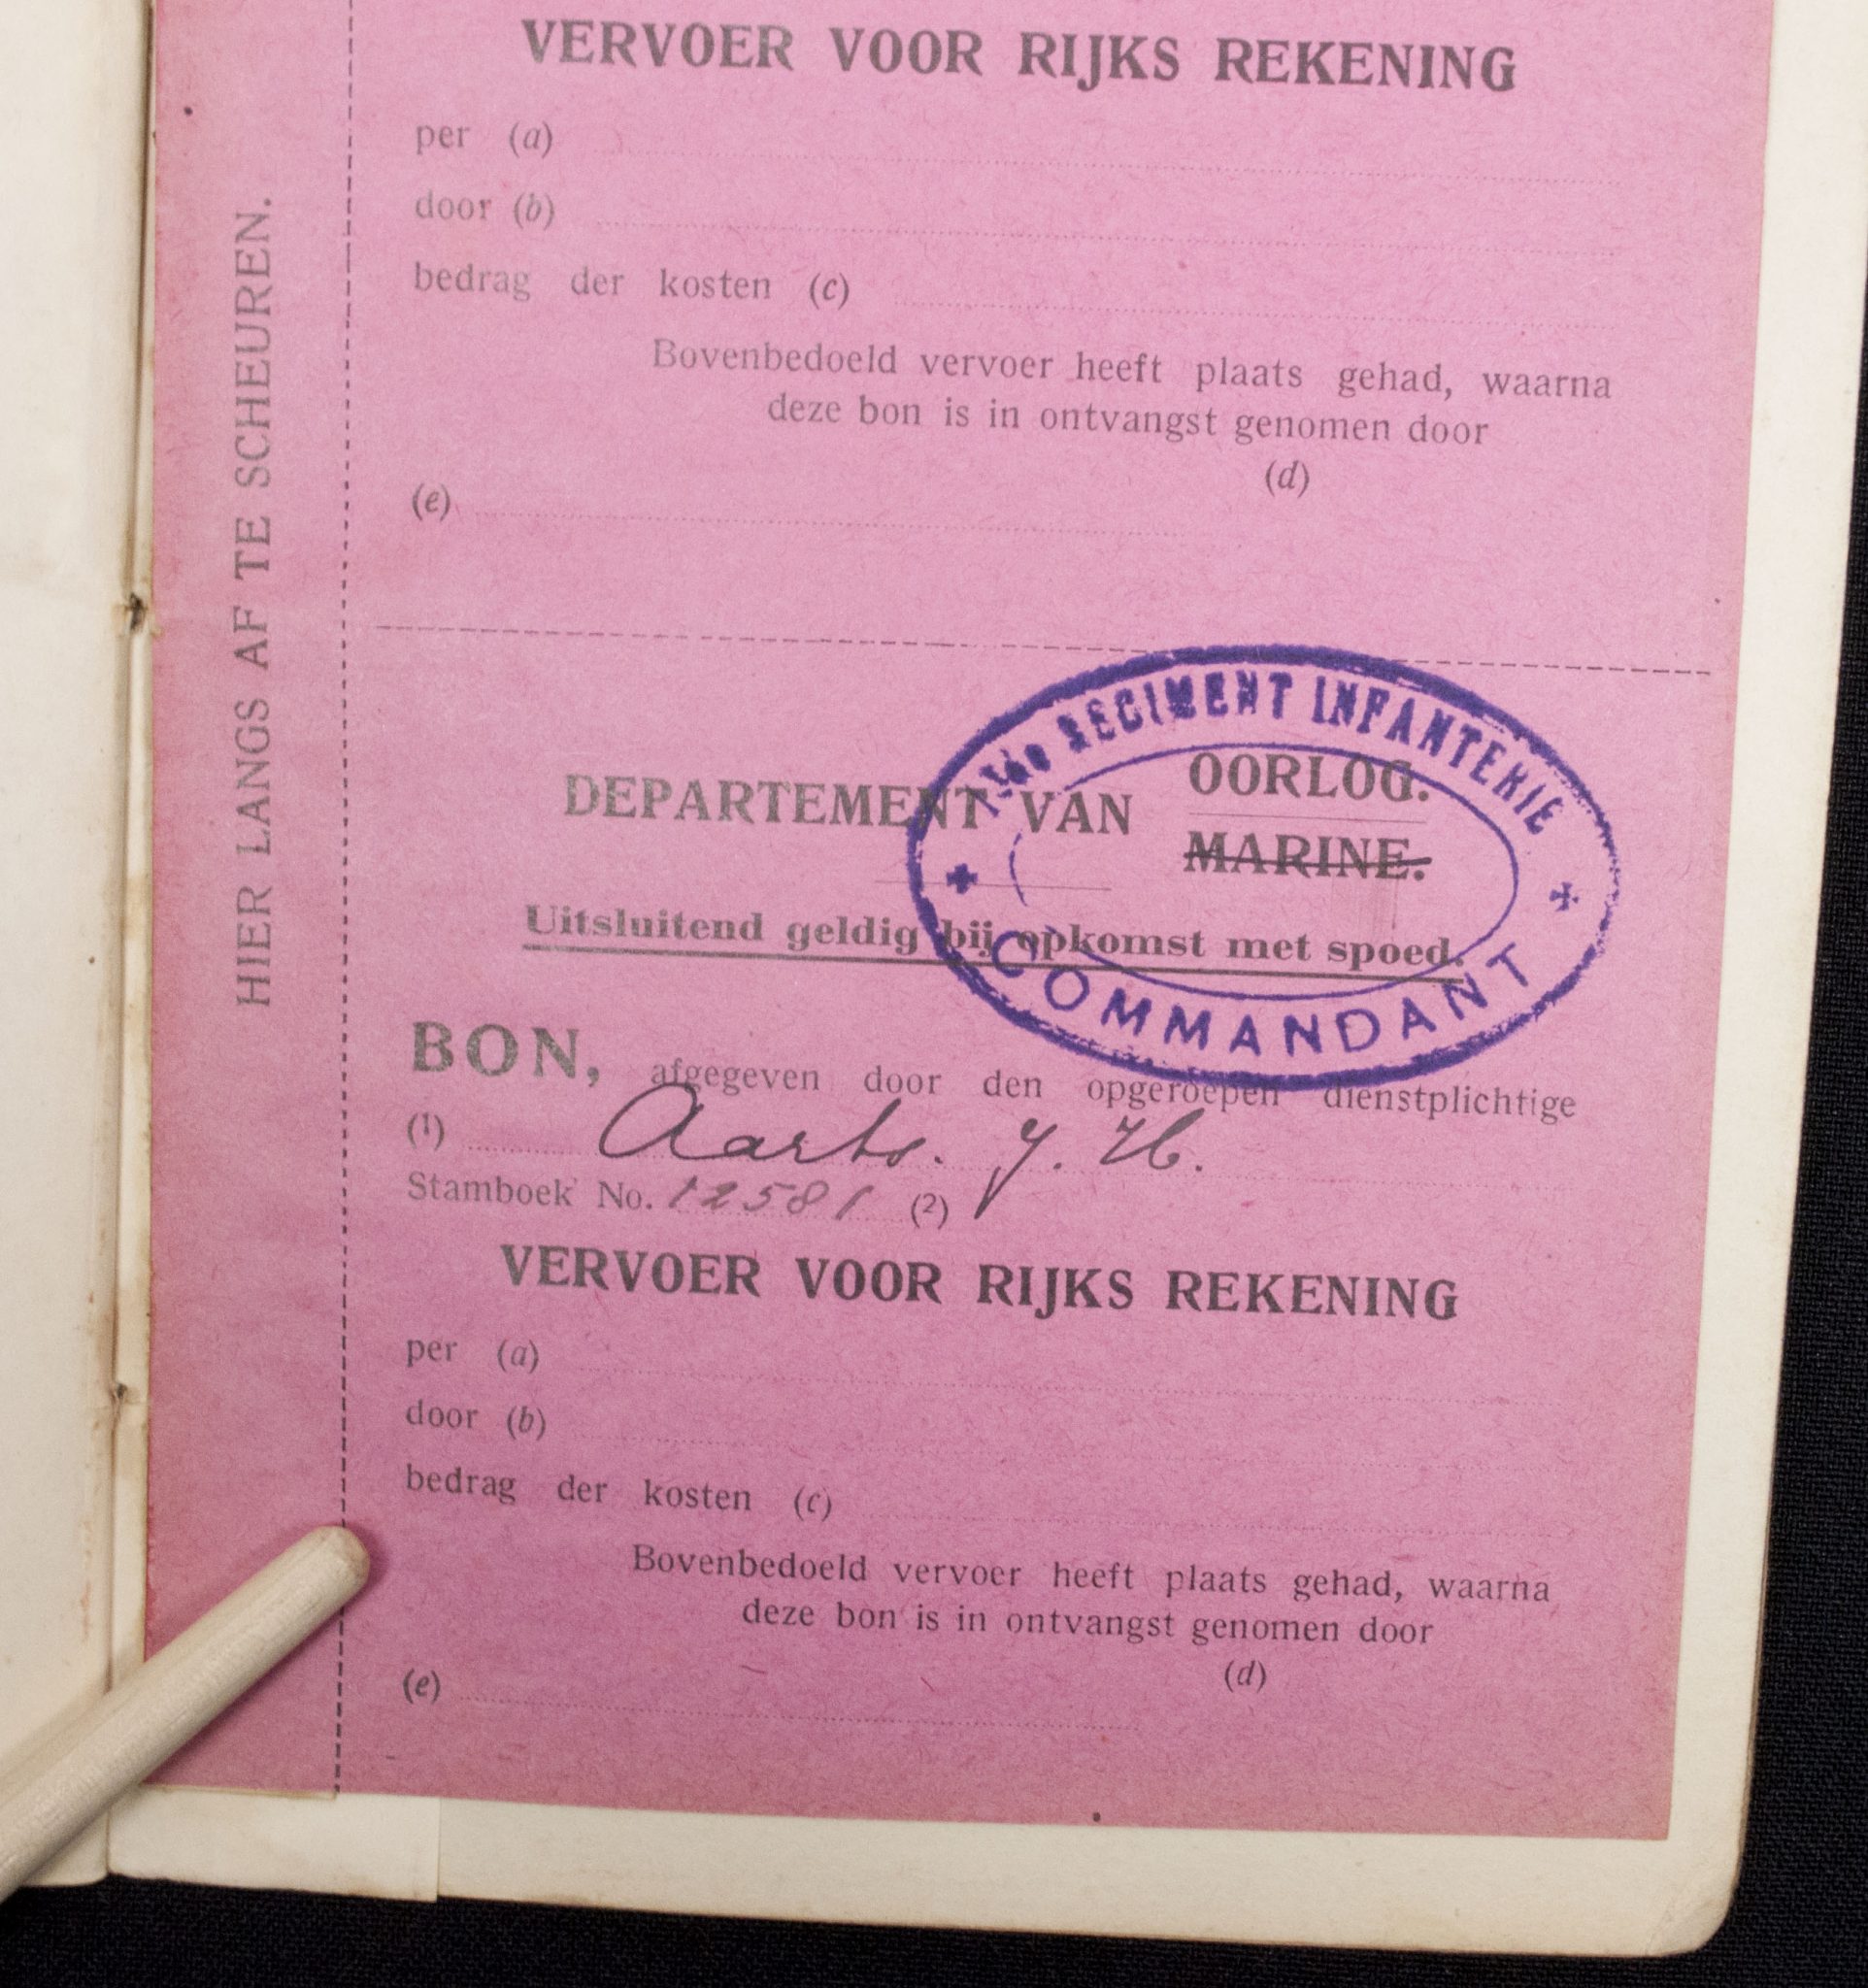 VERVOER VOOR RIJKS REKENING
per (a)
door (b)
bedrag der kosten (c)
Bovenbedoeld vervoer heeft plaats gehad, waarna
deze bon is in ontvangst genomen door
(d)
(e)
HIER LANGS AF TE SCHEUREN.
REGIMENT INFANTERIE
COMMANDANT
DEPARTEMENT VAN OORLOG.
MARINE.
Uitsluitend geldig bij opkomst met spoed.
BON, afgegeven door den opgeroepen dienstplichtige
(1) Aarts. J. H.
Stamboek No. 12581 (2)
VERVOER VOOR RIJKS REKENING
per (a)
door (b)
bedrag der kosten (c)
Bovenbedoeld vervoer heeft plaats gehad, waarna
deze bon is in ontvangst genomen door
(d)
(e)